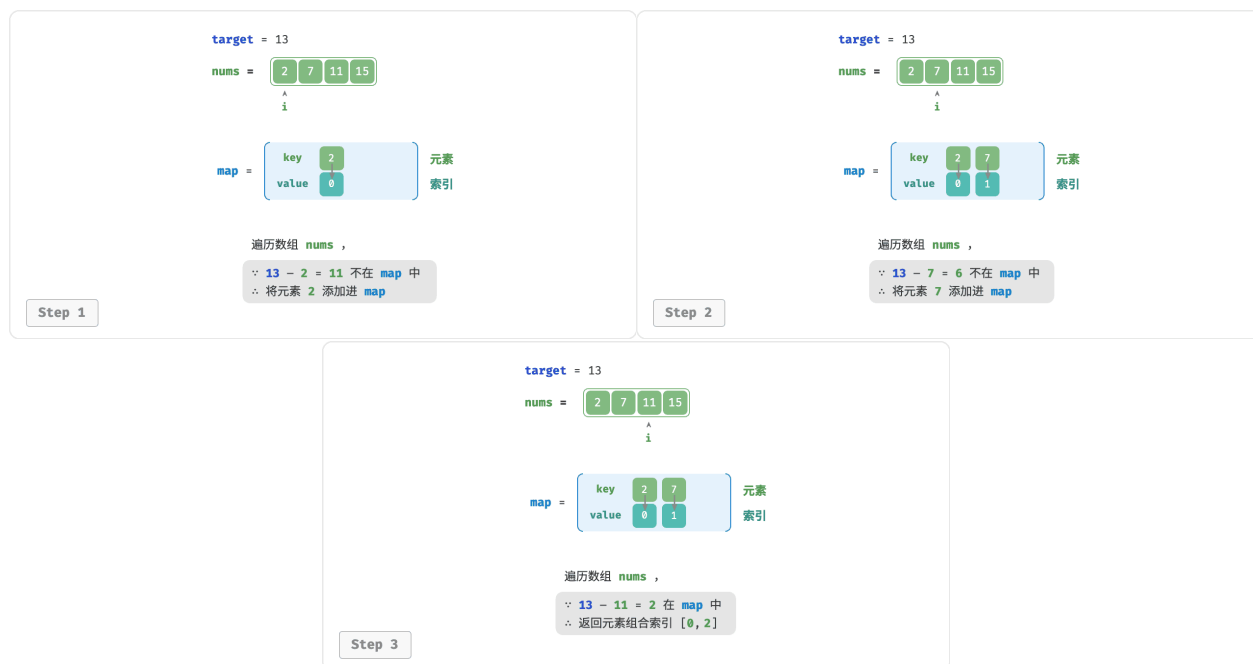 target = 13
nums = 2 7 11 15
i
key 2 元素
map =
value 0 索引
遍历数组 nums ，
∵ 13 − 2 = 11 不在 map 中
∴ 将元素 2 添加进 map
Step 1
target = 13
nums = 2 7 11 15
i
key 2 7 元素
map =
value 0 1 索引
遍历数组 nums ，
∵ 13 − 7 = 6 不在 map 中
∴ 将元素 7 添加进 map
Step 2
target = 13
nums = 2 7 11 15
i
key 2 7 元素
map =
value 0 1 索引
遍历数组 nums ，
∵ 13 − 11 = 2 在 map 中
∴ 返回元素组合索引 [0,2]
Step 3